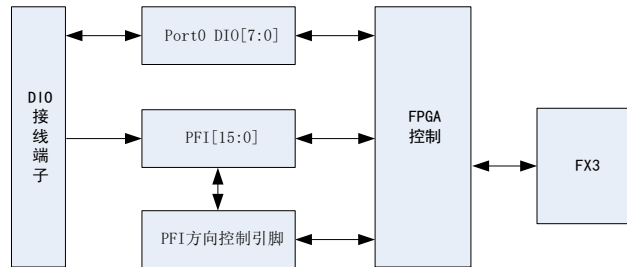 DIO
接
线
端
子
Port0 DIO[7:0]
PFI[15:0]
PFI方向控制引脚
FPGA
控制
FX3